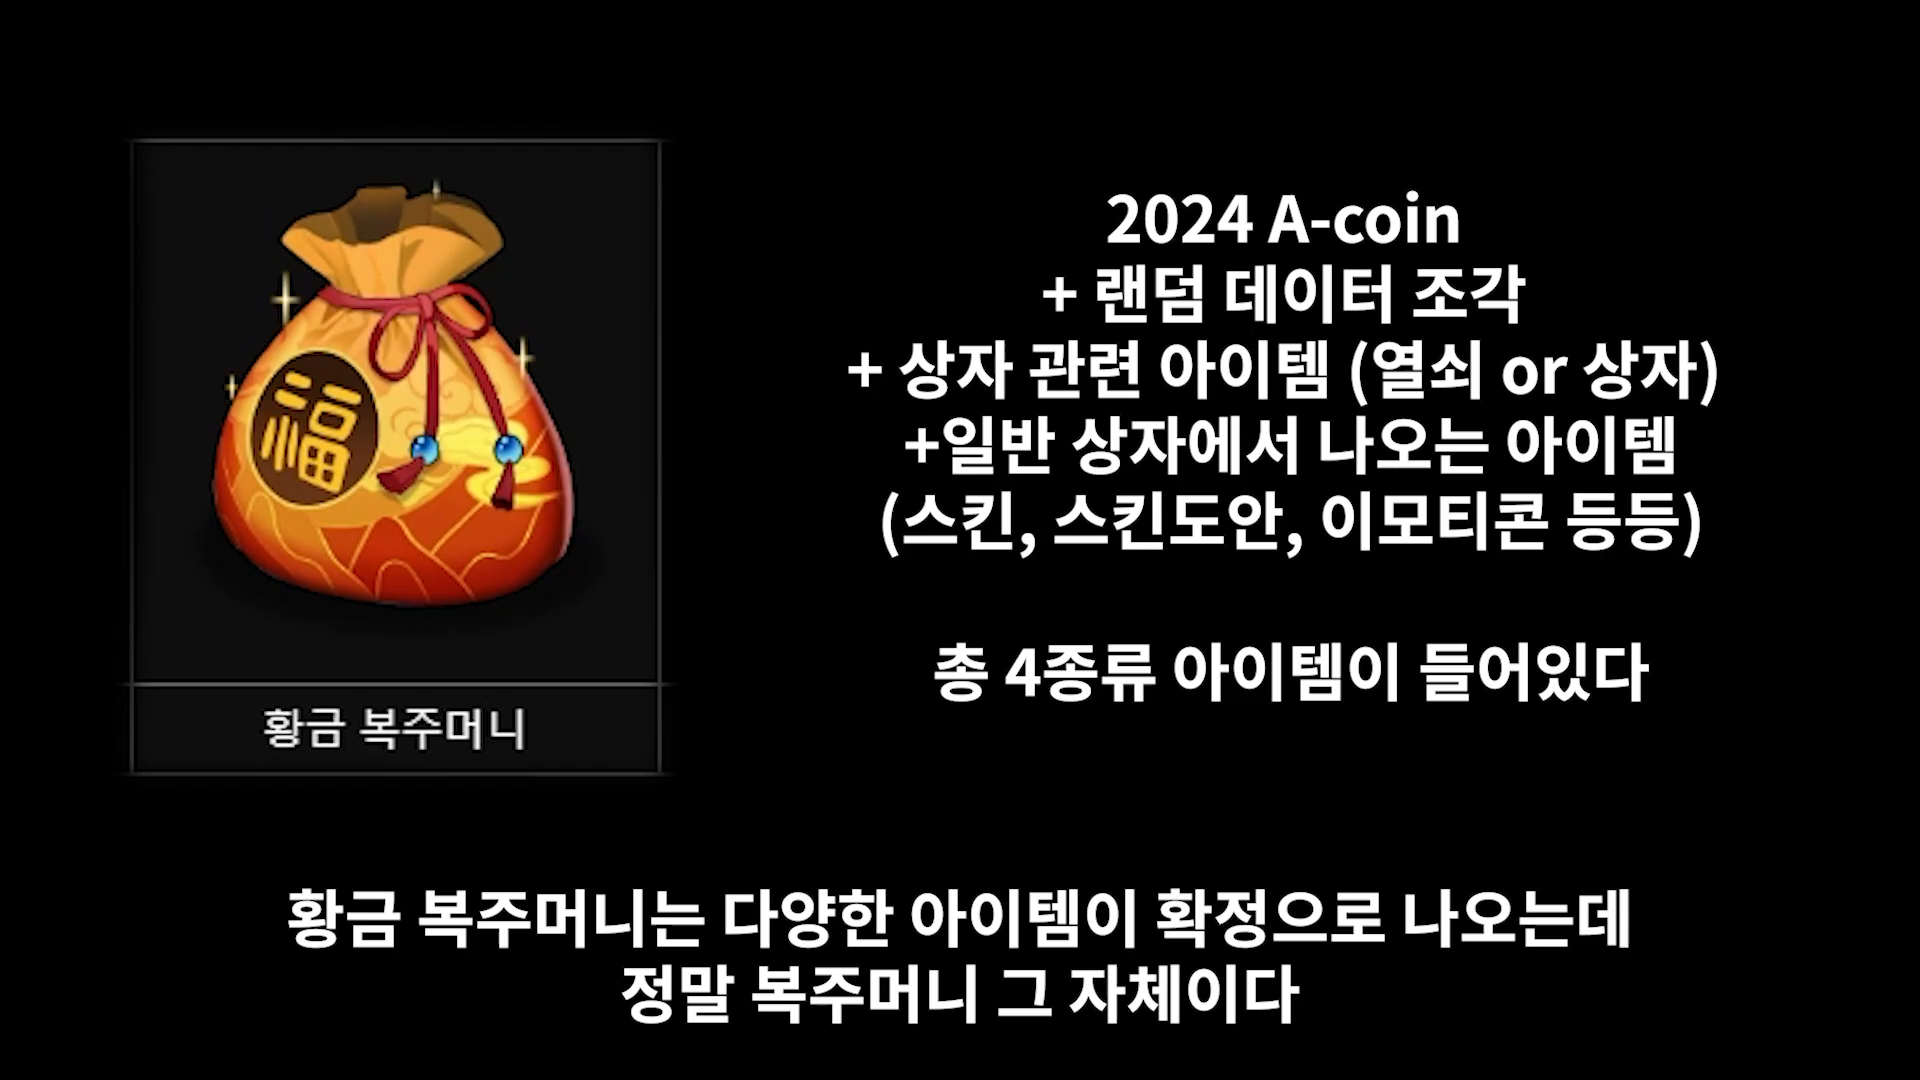 福
황금 복주머니
2024 A-coin
+ 랜덤 데이터 조각
+ 상자 관련 아이템 (열쇠 or 상자)
+일반 상자에서 나오는 아이템
(스킨, 스킨도안, 이모티콘 등등)
총 4종류 아이템이 들어있다
황금 복주머니는 다양한 아이템이 확정으로 나오는데
정말 복주머니 그 자체이다